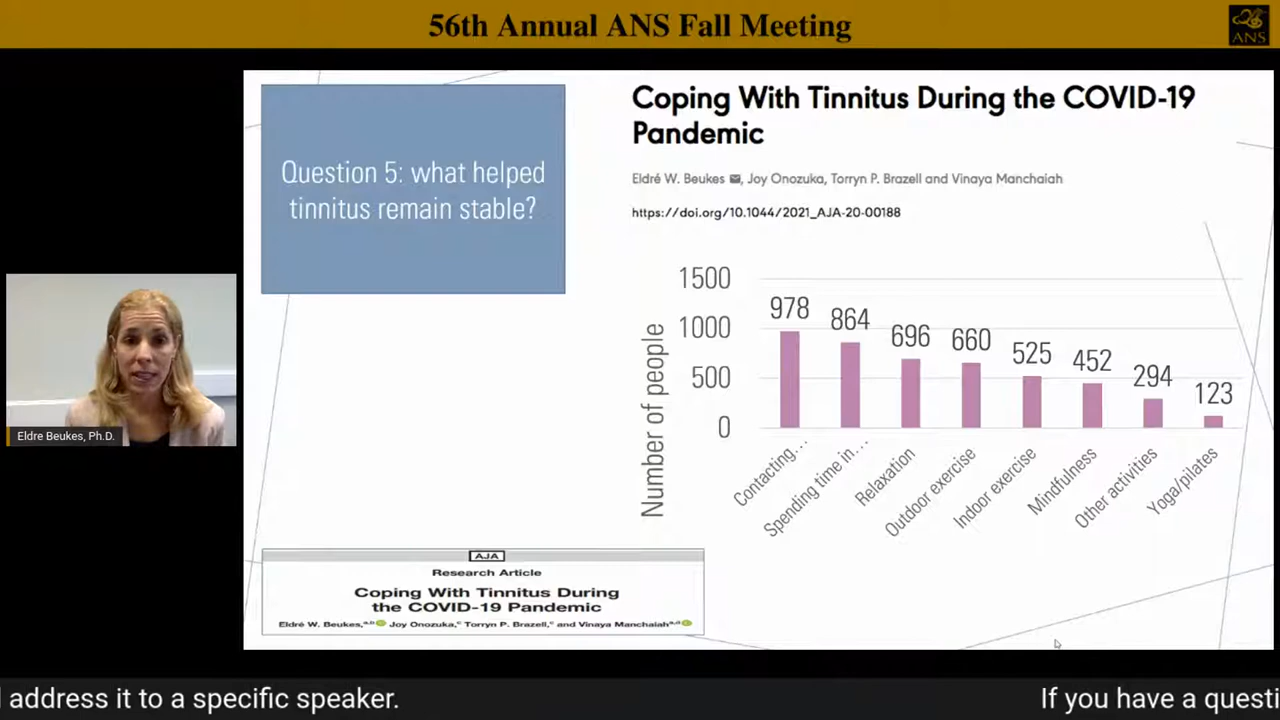 56th Annual ANS Fall Meeting
ANS
Question 5: what helped
tinnitus remain stable?
Coping With Tinnitus During the COVID-19
Pandemic
Eldré W. Beukes, Joy Onozuka, Torryn P. Brazell and Vinaya Manchaiah
https://doi.org/10.1044/2021_AJA-20-00188
Number of people
1500
1000
500
0
978
864
696
660
525
452
294
123
Contacting...
Spending time in...
Relaxation
Outdoor exercise
Indoor exercise
Mindfulness
Other activities
Yoga/pilates
Eldre Beukes, Ph.D.
AJA
Research Article
Coping With Tinnitus During
the COVID-19 Pandemic
Eldré W. Beukes,a,b Joy Onozuka,c Torryn P. Brazell,c and Vinaya Manchaiaha,d
address it to a specific speaker.
If you have a questi